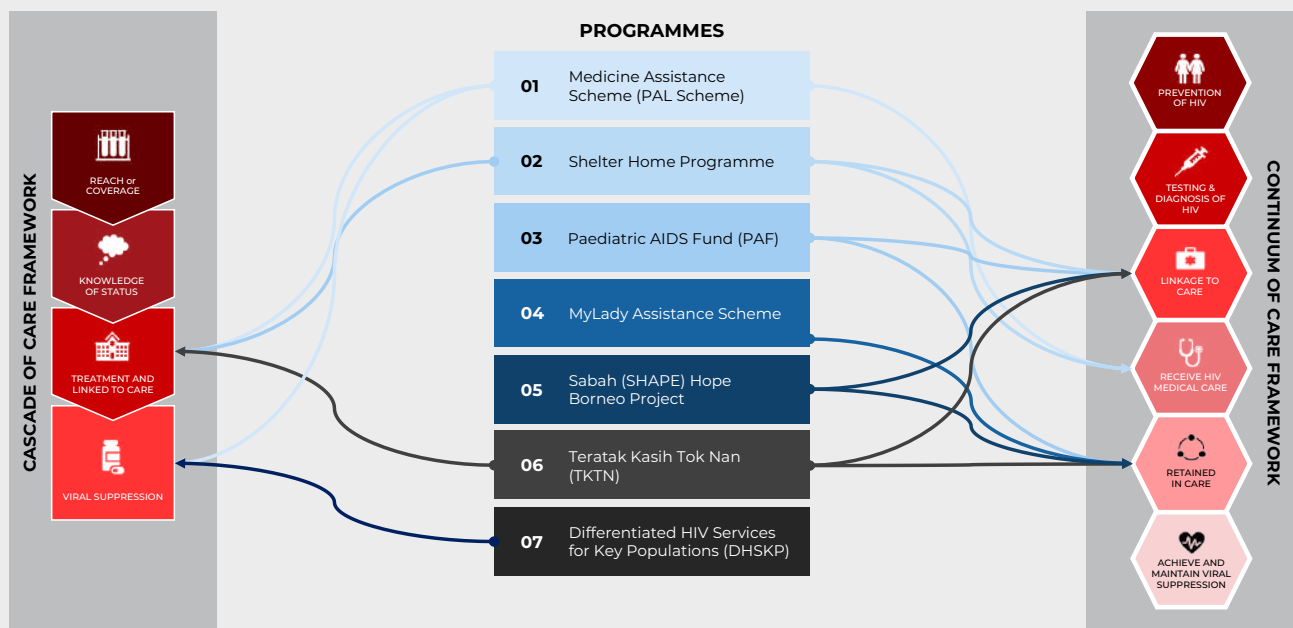 PROGRAMMES
CASCADE OF CARE FRAMEWORK
REACH or
COVERAGE
KNOWLEDGE
OF STATUS
TREATMENT AND
LINKED TO CARE
VIRAL SUPPRESSION
01
Medicine Assistance
Scheme (PAL Scheme)
02
Shelter Home Programme
03
Paediatric AIDS Fund (PAF)
04
MyLady Assistance Scheme
05
Sabah (SHAPE) Hope
Borneo Project
06
Teratak Kasih Tok Nan
(TKTN)
07
Differentiated HIV Services
for Key Populations (DHSKP)
PREVENTION
OF HIV
TESTING &
DIAGNOSIS OF
HIV
LINKAGE TO
CARE
RECEIVE HIV
MEDICAL CARE
RETAINED
IN CARE
ACHIEVE AND
MAINTAIN VIRAL
SUPPRESSION
CONTINUUM OF CARE FRAMEWORK